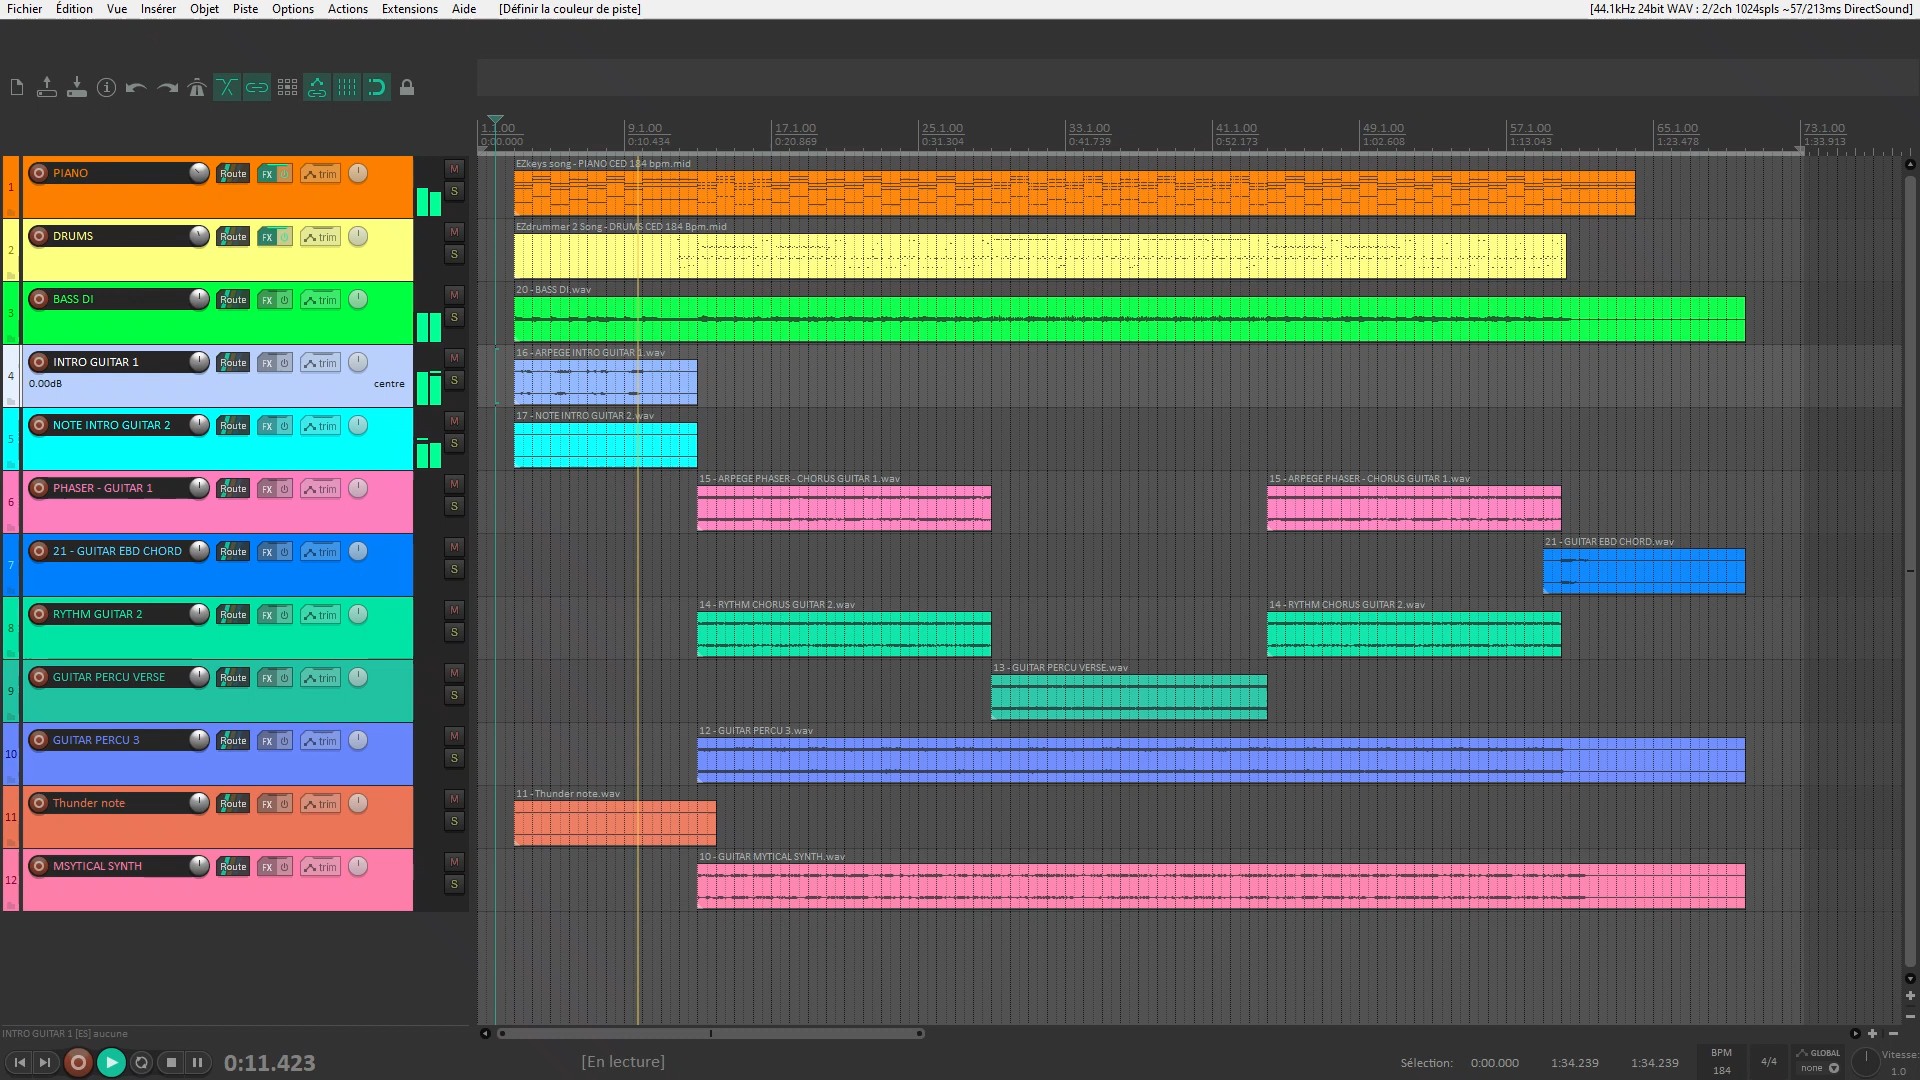 Fichier Édition Vue Insérer Objet Piste Options Actions Extensions Aide [Définir la couleur de piste] [44.1kHz 24bit WAV : 2/2ch 1024spls ~57/213ms DirectSound]
1.1.00 9.1.00 17.1.00 25.1.00 33.1.00 41.1.00 49.1.00 57.1.00 65.1.00 73.1.00
0:00.000 0:10.434 0:20.869 0:31.304 0:41.739 0:52.173 1:02.608 1:13.043 1:23.478 1:33.913
EZkeys song - PIANO CED 184 bpm.mid
1 PIANO Route FX trim M S
EZdrummer 2 Song - DRUMS CED 184 Bpm.mid
2 DRUMS Route FX trim M S
20 - BASS DI.wav
3 BASS DI Route FX trim M S
16 - ARPEGE INTRO GUITAR 1.wav
4 INTRO GUITAR 1 Route FX trim M S
0.00dB centre
17 - NOTE INTRO GUITAR 2.wav
5 NOTE INTRO GUITAR 2 Route FX trim M S
15 - ARPEGE PHASER - CHORUS GUITAR 1.wav 15 - ARPEGE PHASER - CHORUS GUITAR 1.wav
6 PHASER - GUITAR 1 Route FX trim M S
21 - GUITAR EBD CHORD.wav
7 21 - GUITAR EBD CHORD Route FX trim M S
14 - RYTHM CHORUS GUITAR 2.wav 14 - RYTHM CHORUS GUITAR 2.wav
8 RYTHM GUITAR 2 Route FX trim M S
13 - GUITAR PERCU VERSE.wav
9 GUITAR PERCU VERSE Route FX trim M S
12 - GUITAR PERCU 3.wav
10 GUITAR PERCU 3 Route FX trim M S
11 - Thunder note.wav
11 Thunder note Route FX trim M S
10 - GUITAR MYTICAL SYNTH.wav
12 MSYTICAL SYNTH Route FX trim M S
INTRO GUITAR 1 [ES] aucune
0:11.423 [En lecture] Sélection: 0:00.000 1:34.239 1:34.239 BPM 184 4/4 GLOBAL none Vitesse: 1.0